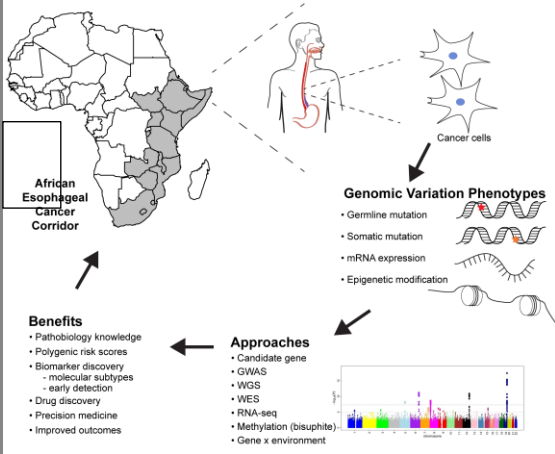 African
Esophageal
Cancer
Corridor
Cancer cells
Genomic Variation Phenotypes
• Germline mutation
• Somatic mutation
• mRNA expression
• Epigenetic modification
Approaches
• Candidate gene
• GWAS
• WGS
• WES
• RNA-seq
• Methylation (bisuphite)
• Gene x environment
Benefits
• Pathobiology knowledge
• Polygenic risk scores
• Biomarker discovery
- molecular subtypes
- early detection
• Drug discovery
• Precision medicine
• Improved outcomes